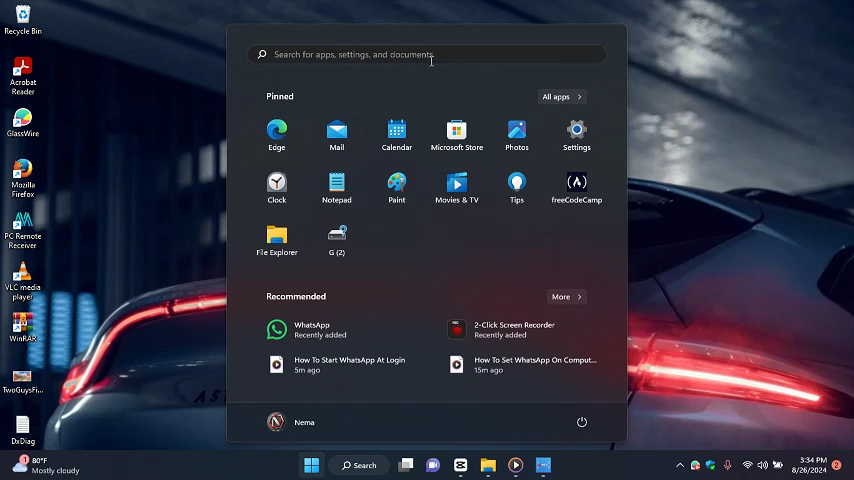 Recycle Bin
Acrobat
Reader
GlassWire
Mozilla
Firefox
PC Remote
Receiver
VLC media
player
WinRAR
TwoGuysFi...
DxDiag
Search for apps, settings, and documents
Pinned
All apps
Edge
Mail
Calendar
Microsoft Store
Photos
Settings
Clock
Notepad
Paint
Movies & TV
Tips
freeCodeCamp
File Explorer
G (2)
Recommended
More
WhatsApp
Recently added
2-Click Screen Recorder
Recently added
How To Start WhatsApp At Login
5m ago
How To Set WhatsApp On Comput...
15m ago
Nema
80°F
Mostly cloudy
Search
3:34 PM
8/26/2024
2